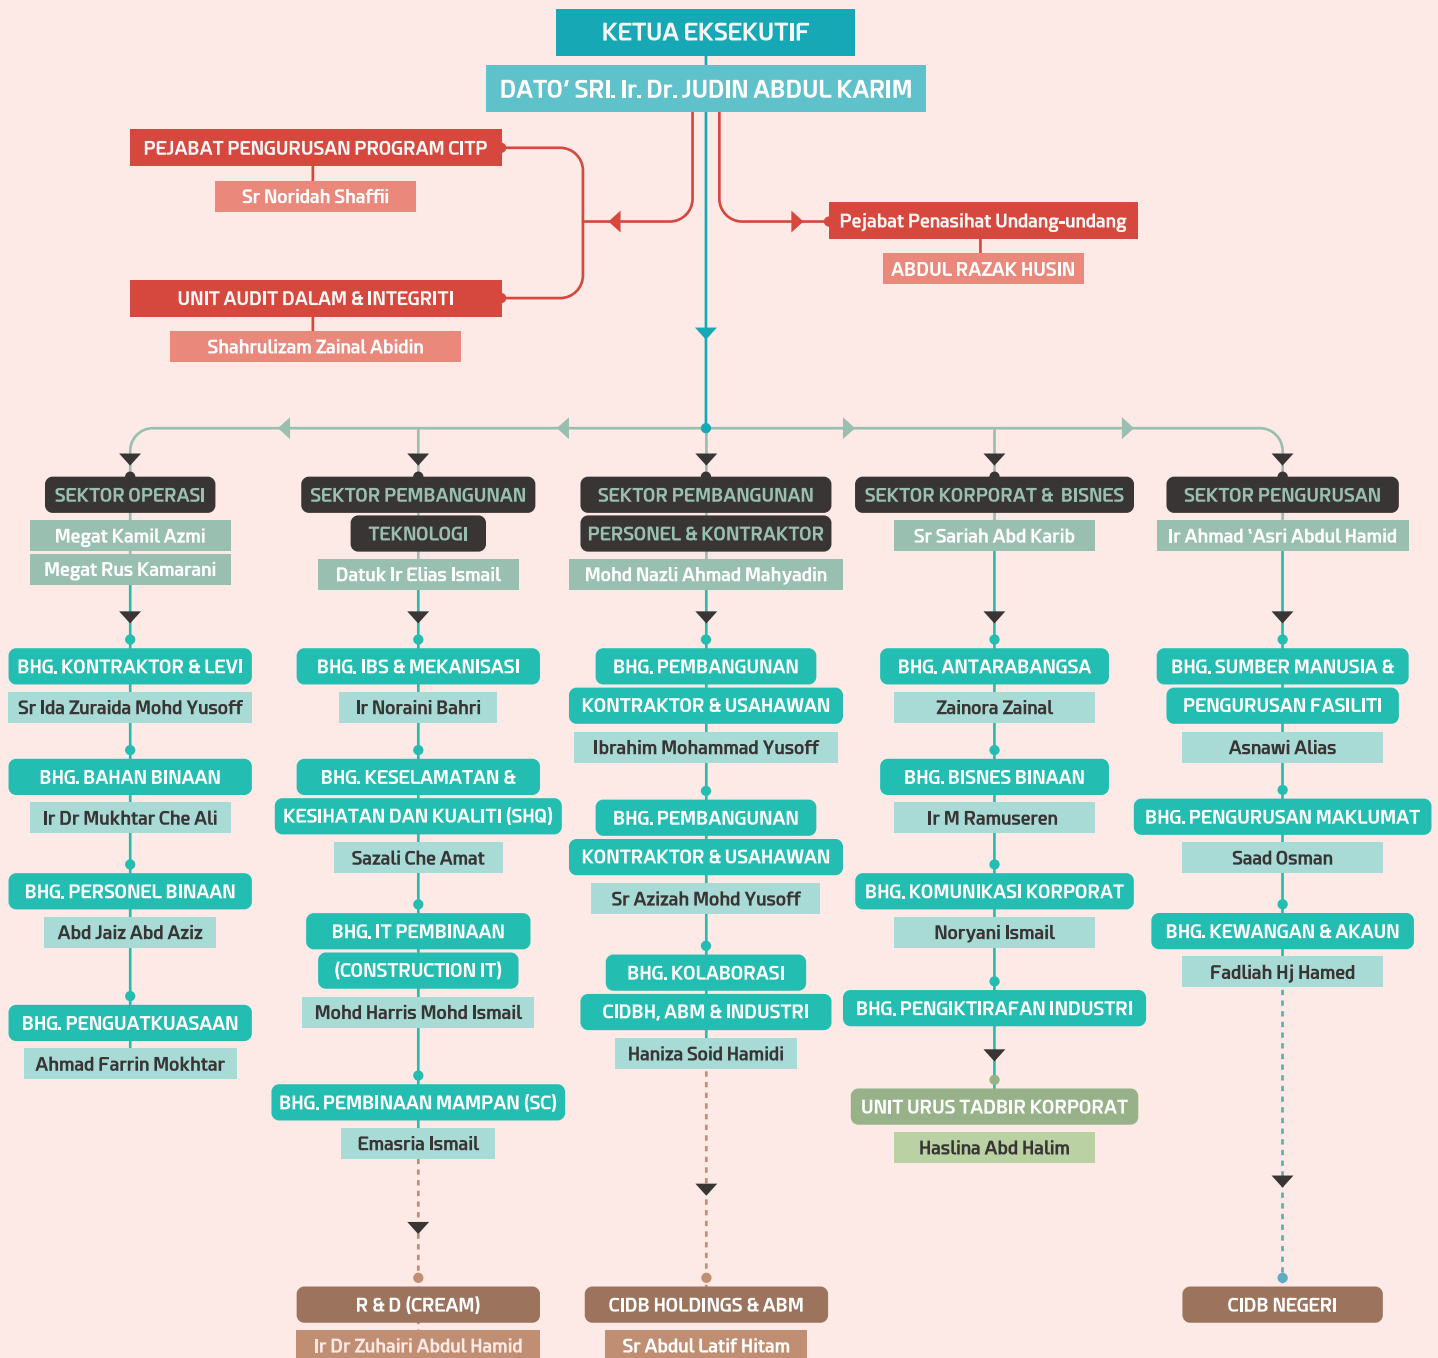 KETUA EKSEKUTIF
DATO' SRI. Ir. Dr. JUDIN ABDUL KARIM
PEJABAT PENGURUSAN PROGRAM CITP
Sr Noridah Shaffii
Pejabat Penasihat Undang-undang
ABDUL RAZAK HUSIN
UNIT AUDIT DALAM & INTEGRITI
Shahrulizam Zainal Abidin
SEKTOR OPERASI
Megat Kamil Azmi
Megat Rus Kamarani
BHG. KONTRAKTOR & LEVI
Sr Ida Zuraida Mohd Yusoff
BHG. BAHAN BINAAN
Ir Dr Mukhtar Che Ali
BHG. PERSONEL BINAAN
Abd Jaiz Abd Aziz
BHG. PENGUATKUASAAN
Ahmad Farrin Mokhtar
SEKTOR PEMBANGUNAN
TEKNOLOGI
Datuk Ir Elias Ismail
BHG. IBS & MEKANISASI
Ir Noraini Bahri
BHG. KESELAMATAN &
KESIHATAN DAN KUALITI (SHQ)
Sazali Che Amat
BHG. IT PEMBINAAN
(CONSTRUCTION IT)
Mohd Harris Mohd Ismail
BHG. PEMBINAAN MAMPAN (SC)
Emasria Ismail
R & D (CREAM)
Ir Dr Zuhairi Abdul Hamid
SEKTOR PEMBANGUNAN
PERSONEL & KONTRAKTOR
Mohd Nazli Ahmad Mahyadin
BHG. PEMBANGUNAN
KONTRAKTOR & USAHAWAN
Ibrahim Mohammad Yusoff
BHG. PEMBANGUNAN
KONTRAKTOR & USAHAWAN
Sr Azizah Mohd Yusoff
BHG. KOLABORASI
CIDBH, ABM & INDUSTRI
Haniza Soid Hamidi
CIDB HOLDINGS & ABM
Sr Abdul Latif Hitam
SEKTOR KORPORAT & BISNES
Sr Sariah Abd Karib
BHG. ANTARABANGSA
Zainora Zainal
BHG. BISNES BINAAN
Ir M Ramuseren
BHG. KOMUNIKASI KORPORAT
Noryani Ismail
BHG. PENGIKTIRAFAN INDUSTRI
UNIT URUS TADBIR KORPORAT
Haslina Abd Halim
SEKTOR PENGURUSAN
Ir Ahmad 'Asri Abdul Hamid
BHG. SUMBER MANUSIA &
PENGURUSAN FASILITI
Asnawi Alias
BHG. PENGURUSAN MAKLUMAT
Saad Osman
BHG. KEWANGAN & AKAUN
Fadliah Hj Hamed
CIDB NEGERI